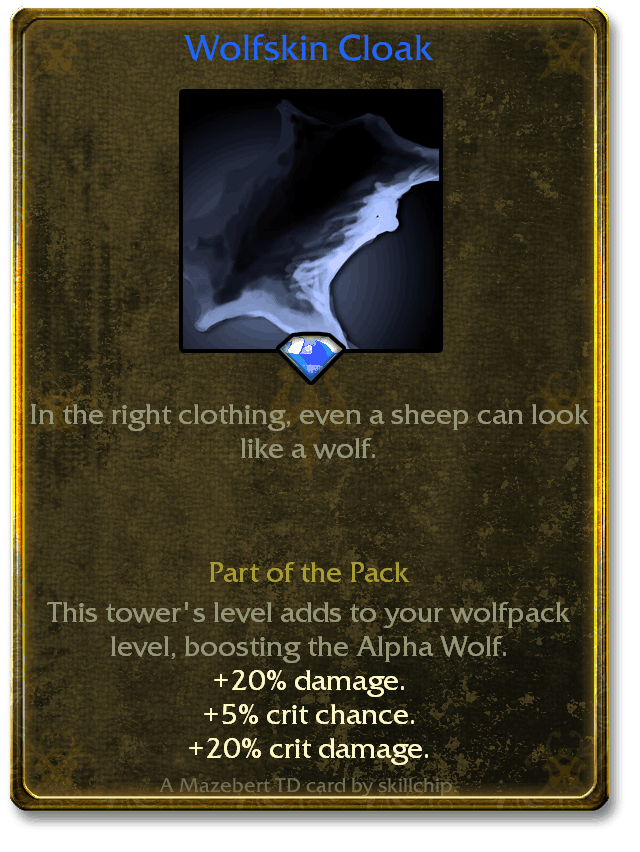 Wolfskin Cloak
In the right clothing, even a sheep can look
like a wolf.
Part of the Pack
This tower's level adds to your wolfpack
level, boosting the Alpha Wolf.
+20% damage.
+5% crit chance.
+20% crit damage.
A Mazebert TD card by skillchip.